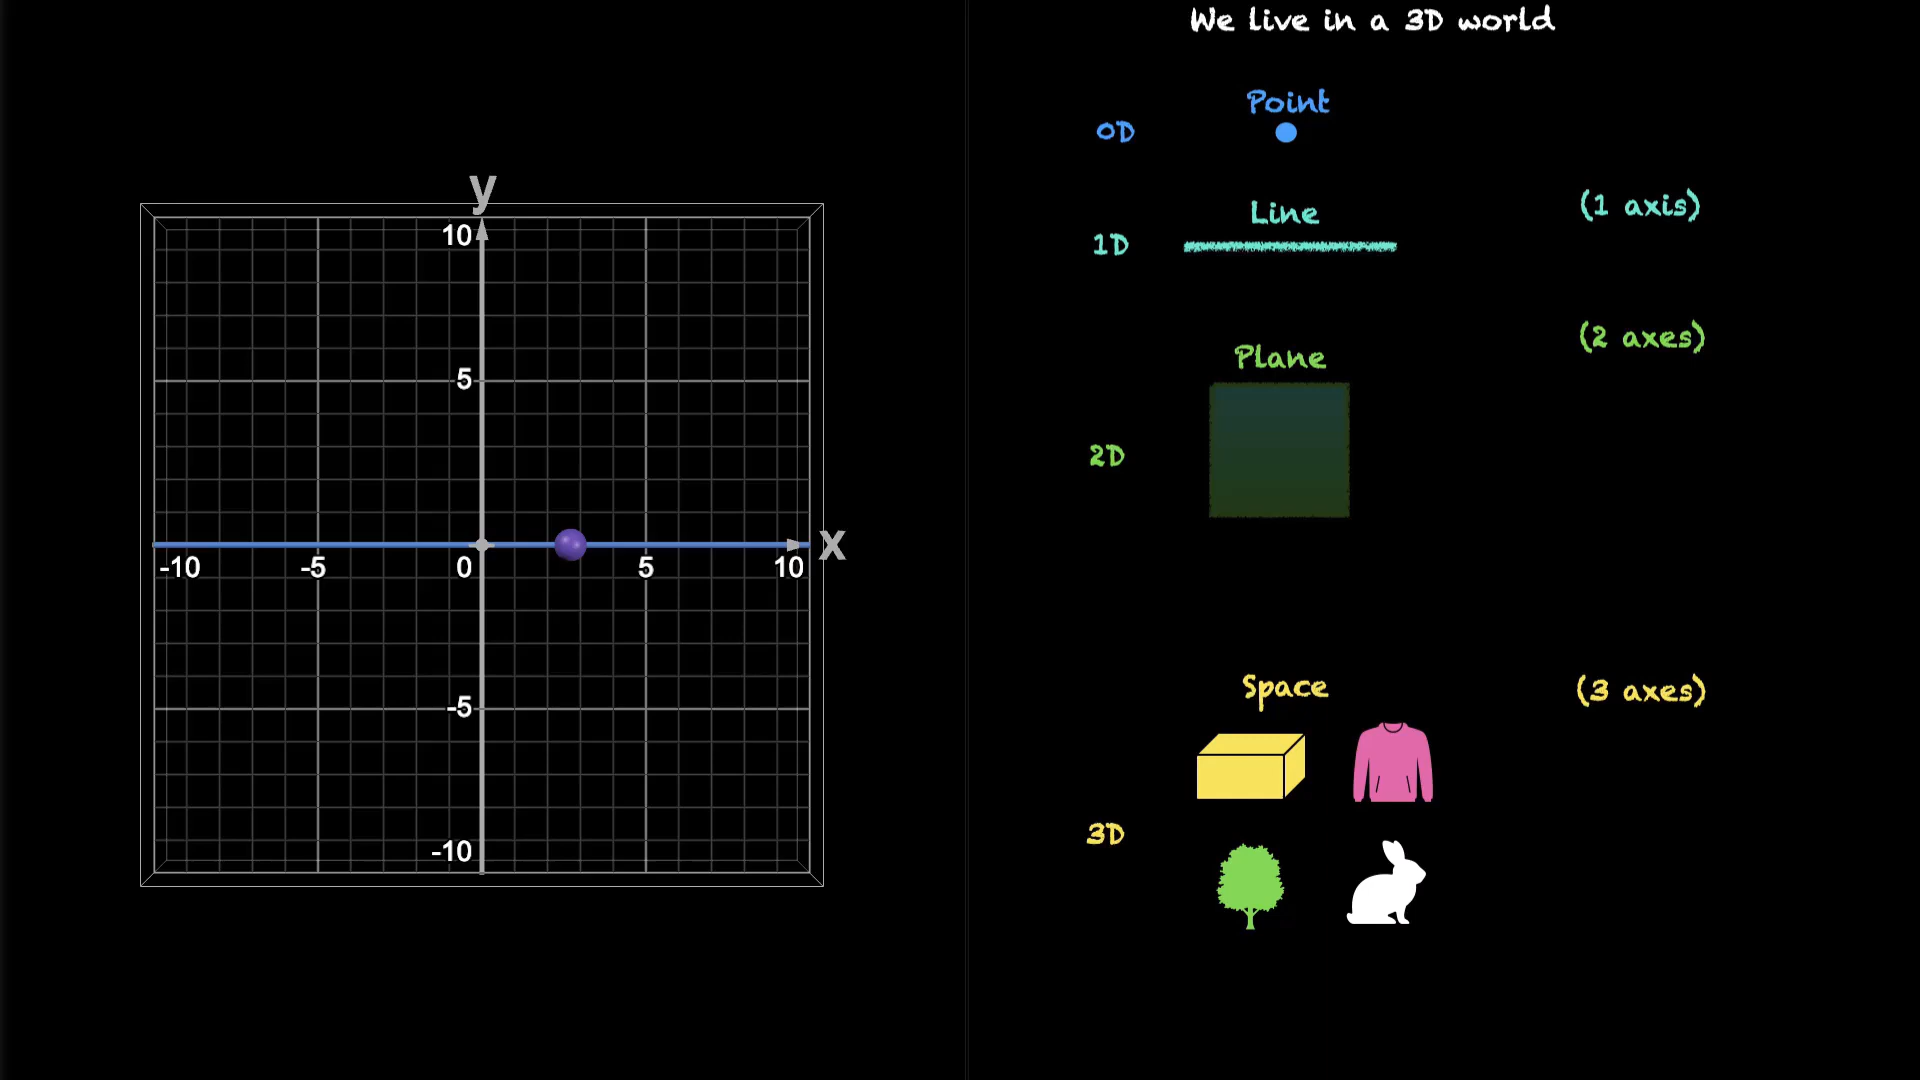 y
10
5
-10 -5 0 5 10 x
-5
-10
We live in a 3D world
Point
0D
Line (1 axis)
1D
(2 axes)
Plane
2D
Space (3 axes)
3D